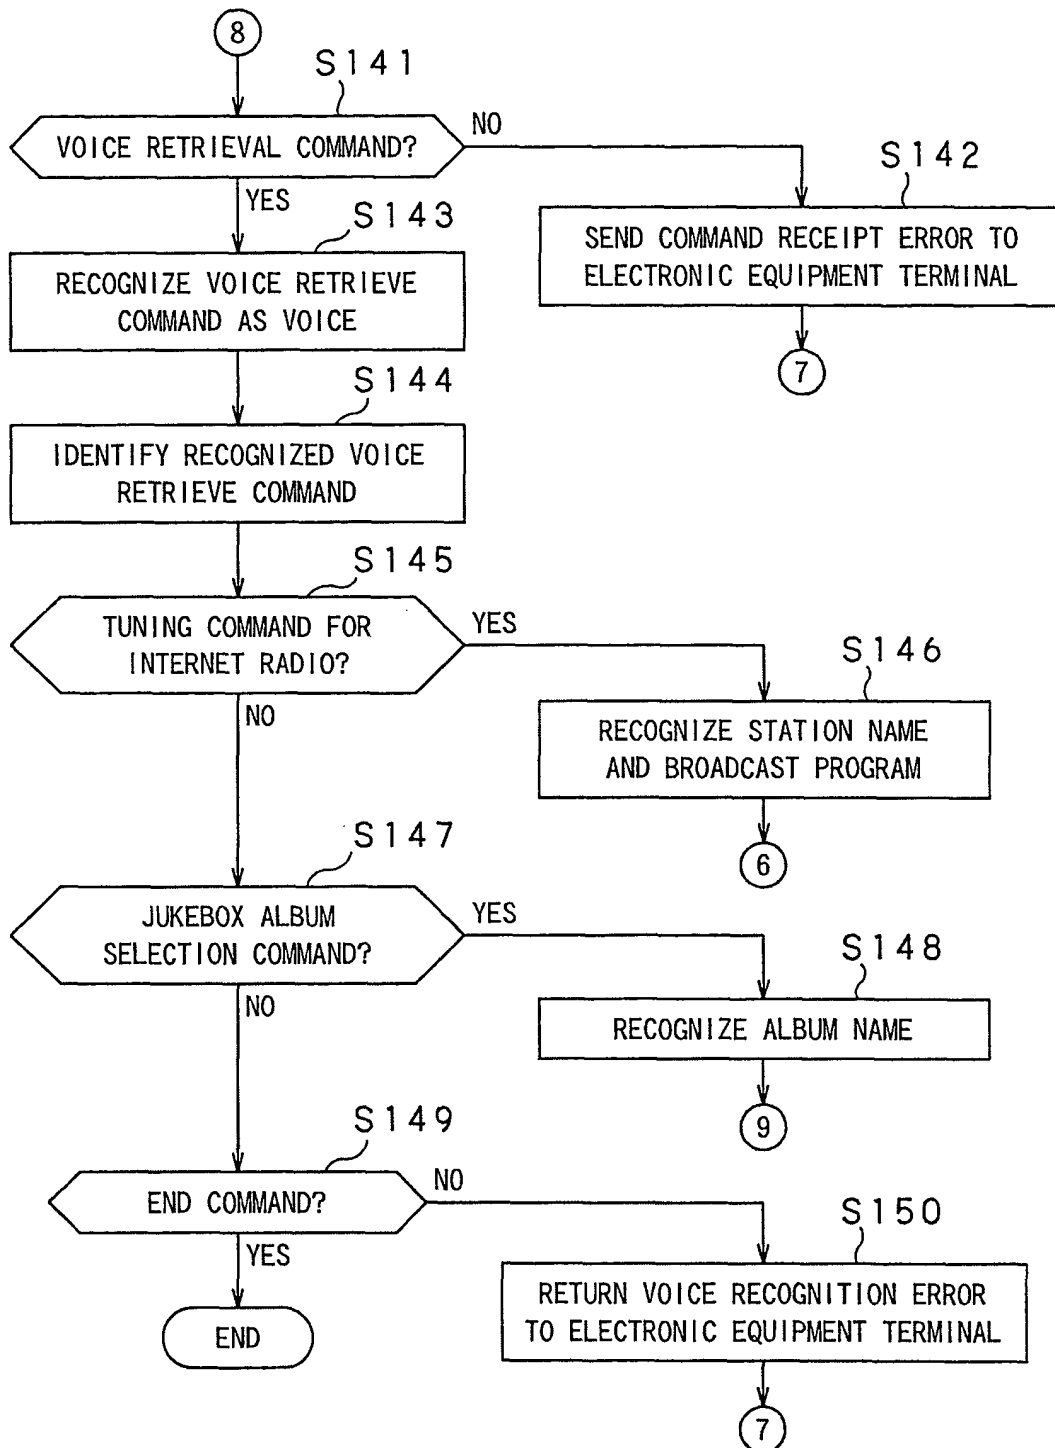 8
S141
VOICE RETRIEVAL COMMAND?
NO
S142
YES
SEND COMMAND RECEIPT ERROR TO
ELECTRONIC EQUIPMENT TERMINAL
7
S143
RECOGNIZE VOICE RETRIEVE
COMMAND AS VOICE
S144
IDENTIFY RECOGNIZED VOICE
RETRIEVE COMMAND
S145
TUNING COMMAND FOR
INTERNET RADIO?
YES
S146
NO
RECOGNIZE STATION NAME
AND BROADCAST PROGRAM
6
S147
JUKEBOX ALBUM
SELECTION COMMAND?
YES
S148
NO
RECOGNIZE ALBUM NAME
9
S149
END COMMAND?
NO
S150
YES
RETURN VOICE RECOGNITION ERROR
TO ELECTRONIC EQUIPMENT TERMINAL
END
7